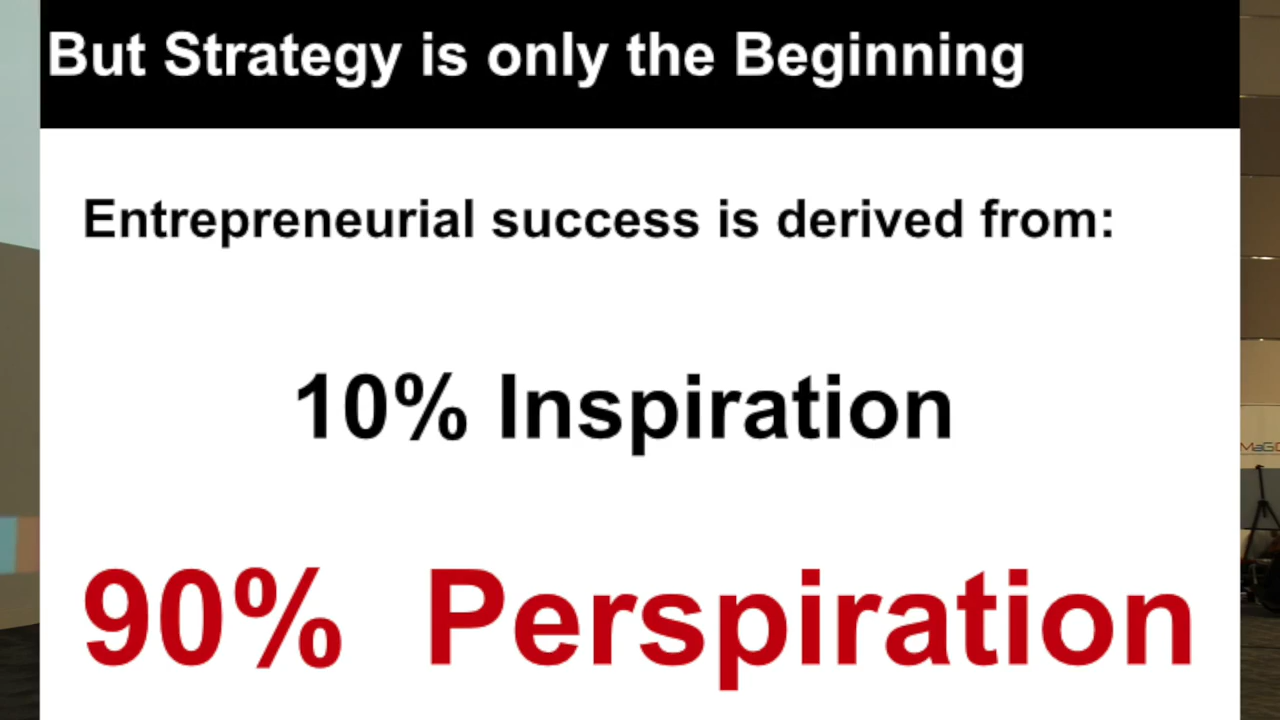 But Strategy is only the Beginning
Entrepreneurial success is derived from:
10% Inspiration
90% Perspiration